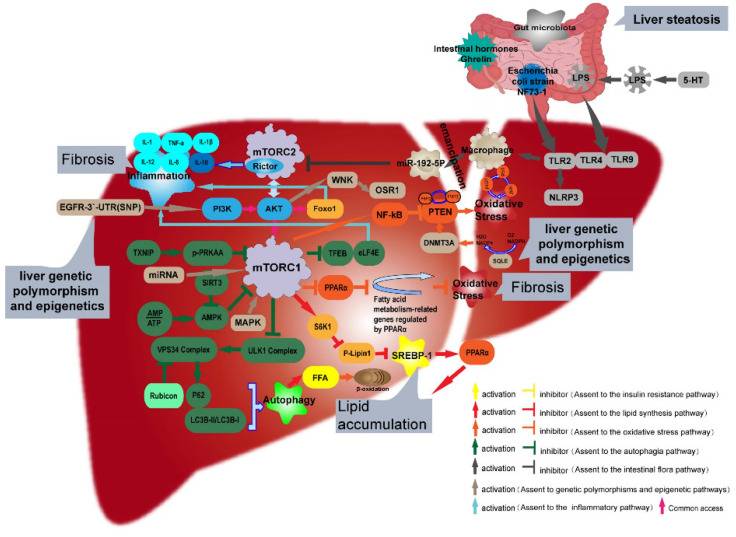 Gut microbiota
Liver steatosis
Intestinal hormones
Ghrelin
Escherichia
coli strain
NF73-1
LPS
LPS
5-HT
TLR2
TLR4
TLR9
NLRP3
Macrophage
emancipation
miR-192-5P
IL-1
TNF-a
IL-1β
IL-12
IL-6
IL-18
Inflammation
Fibrosis
mTORC2
Rictor
WNK
OSR1
EGFR-3`-UTR(SNP)
PI3K
AKT
Foxo1
NF-kB
PTEN
Oxidative
Stress
DNMT3A
H2O
NADP+
O2
NADPH
SQLE
liver genetic
polymorphism
and epigenetics
TXNIP
p-PRKAA
TFEB
eLF4E
mTORC1
miRNA
SIRT3
liver genetic
polymorphism
and epigenetics
PPARα
Fatty acid
metabolism-related
genes regulated
by PPARα
Oxidative
Stress
Fibrosis
AMP
ATP
AMPK
MAPK
S6K1
P-Lipin1
SREBP-1
PPARα
VPS34 Complex
ULK1 Complex
Rubicon
P62
LC3B-II/LC3B-I
Autophagy
FFA
β-oxidation
Lipid
accumulation
activation inhibitor (Assent to the insulin resistance pathway)
activation inhibitor (Assent to the lipid synthesis pathway)
activation inhibitor (Assent to the oxidative stress pathway)
activation inhibitor (Assent to the autophagia pathway)
activation inhibitor (Assent to the intestinal flora pathway)
activation (Assent to genetic polymorphisms and epigenetic pathways)
activation (Assent to the inflammatory pathway) Common access